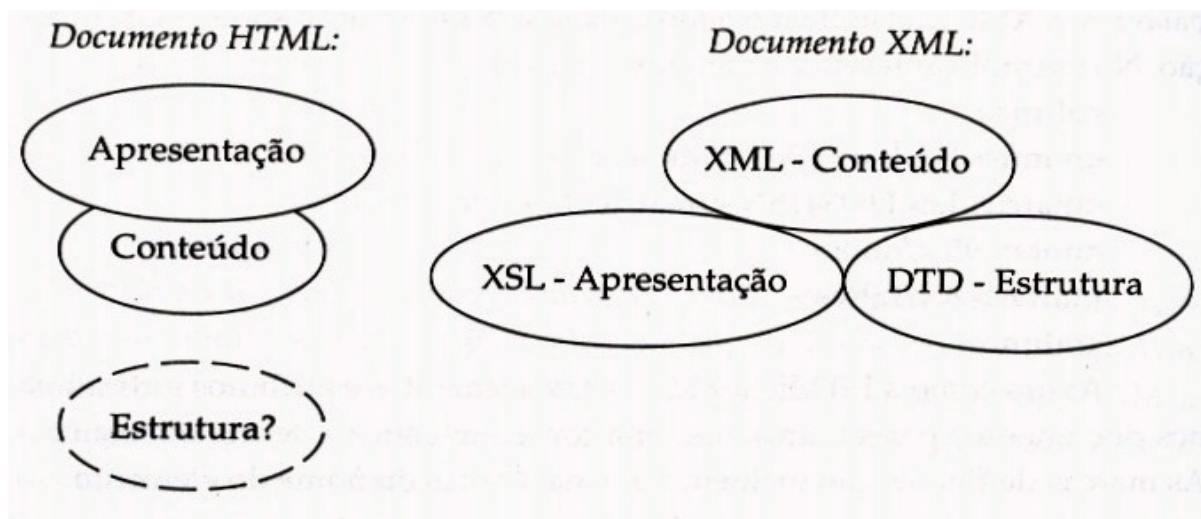 Documento HTML:
Apresentação
Conteúdo
Estrutura?
Documento XML:
XML - Conteúdo
XSL - Apresentação
DTD - Estrutura